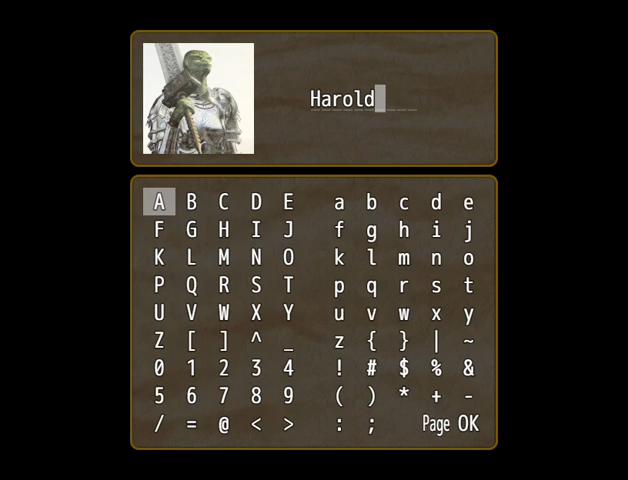 Harold
A B C D E a b c d e
F G H I J f g h i j
K L M N O k l m n o
P Q R S T p q r s t
U V W X Y u v w x y
Z [ ] ^ _ z { } | ~
0 1 2 3 4 ! # $ % &
5 6 7 8 9 ( ) * + -
/ = @ < > : ; Page OK